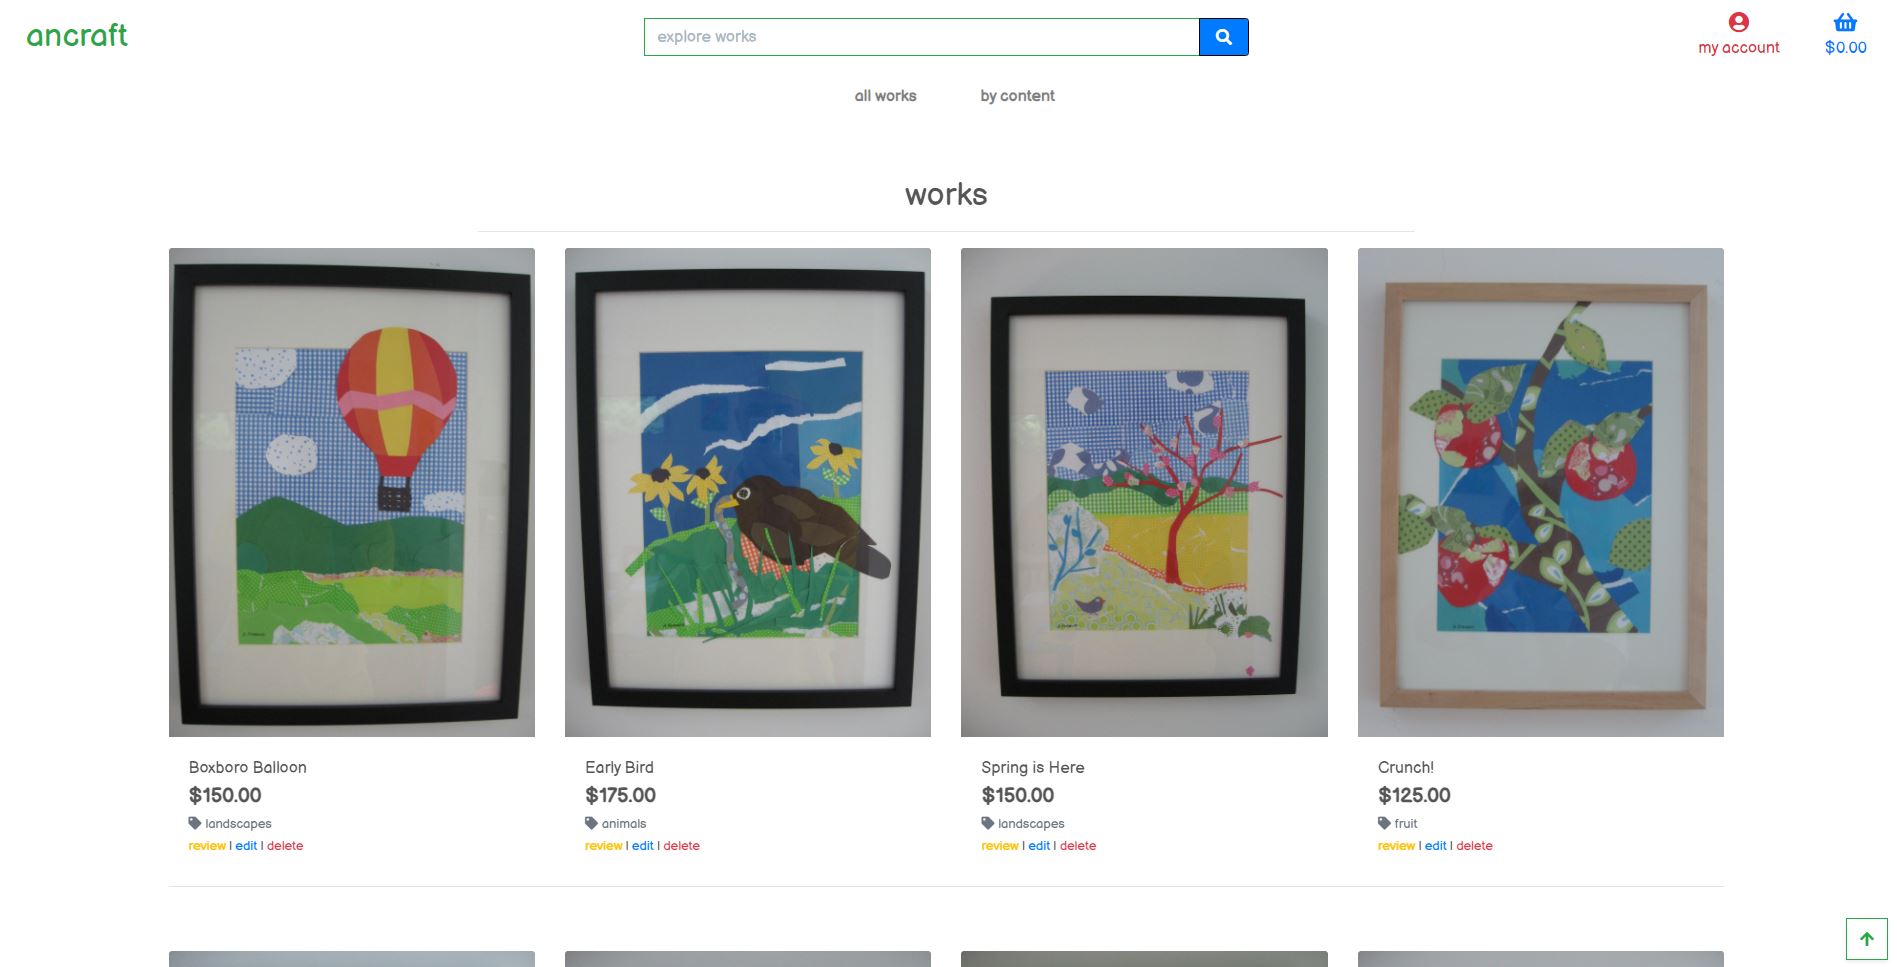 ancraft
explore works
my account
$0.00
all works
by content
works
Boxboro Balloon
$150.00
landscapes
review | edit | delete
Early Bird
$175.00
animals
review | edit | delete
Spring is Here
$150.00
landscapes
review | edit | delete
Crunch!
$125.00
fruit
review | edit | delete